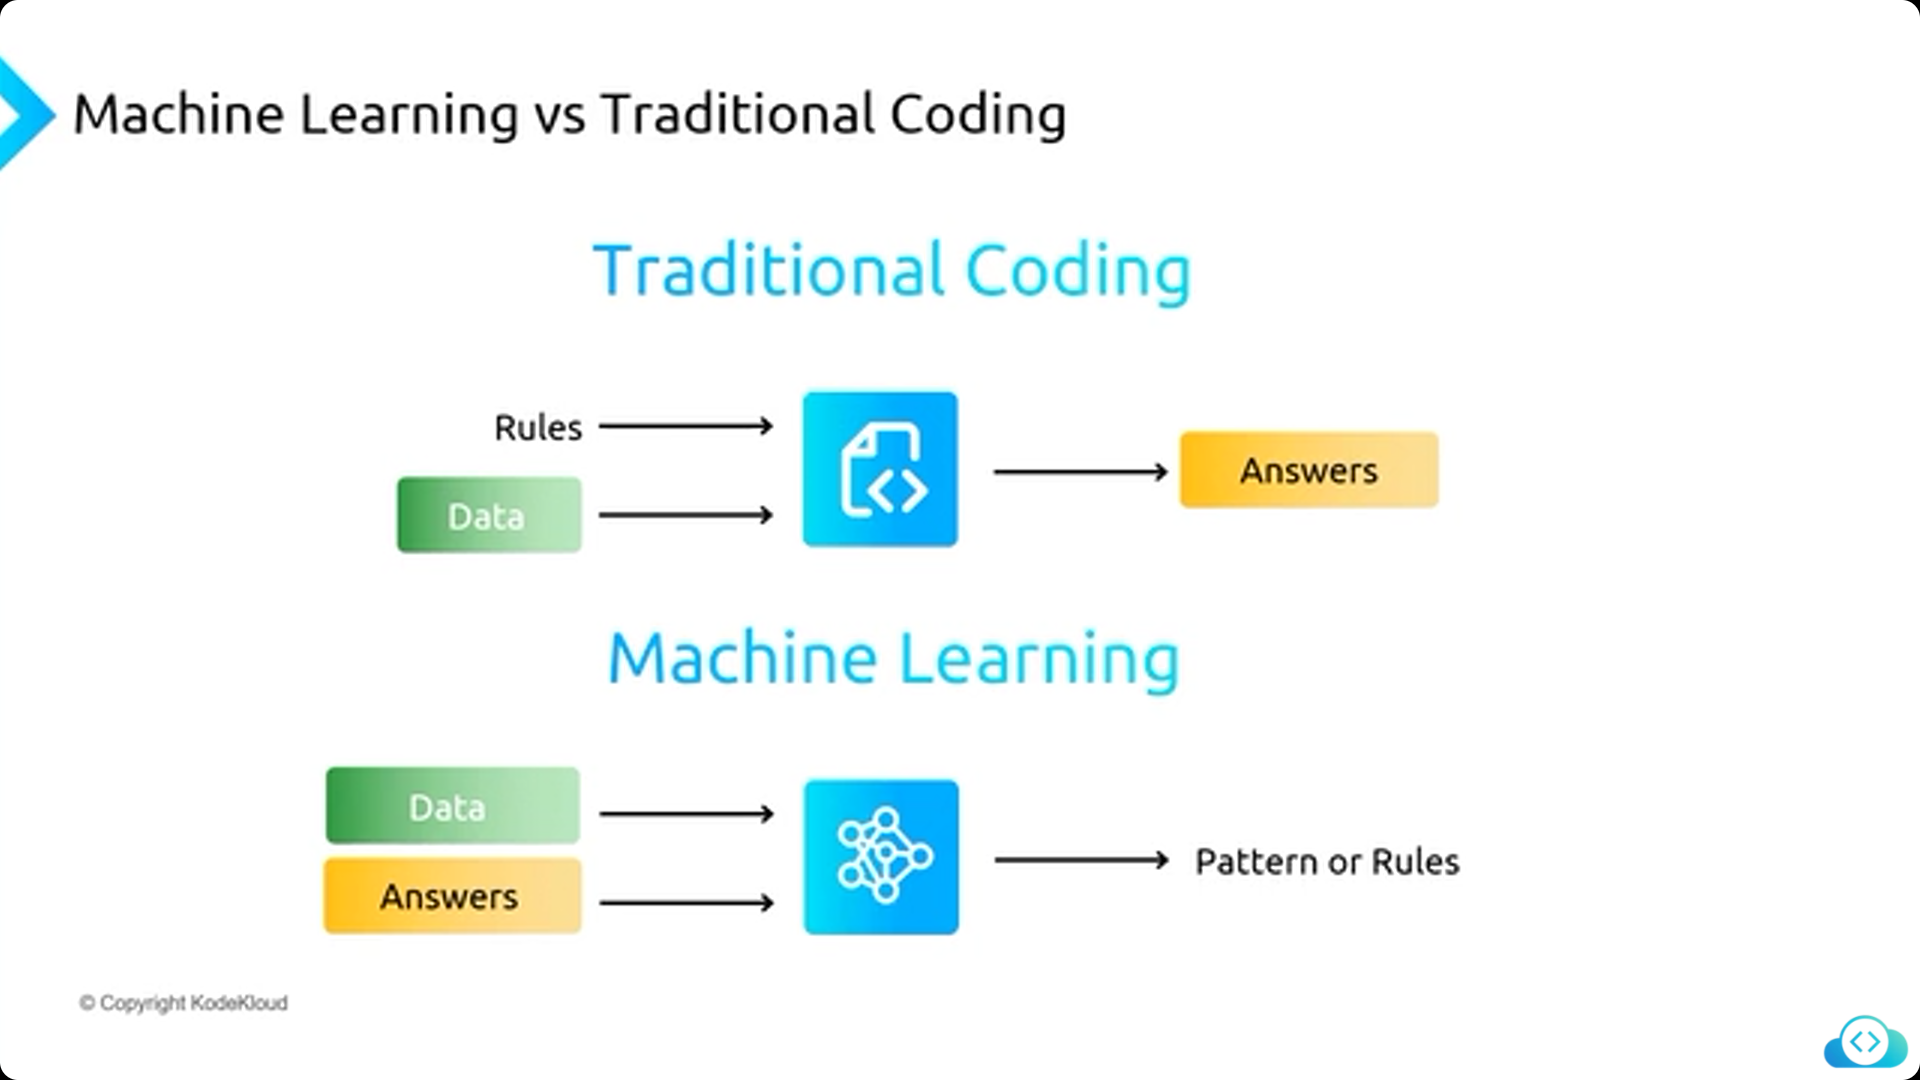 Machine Learning vs Traditional Coding
Traditional Coding
Rules
Data
Answers
Machine Learning
Data
Answers
Pattern or Rules
© Copyright KodeKloud